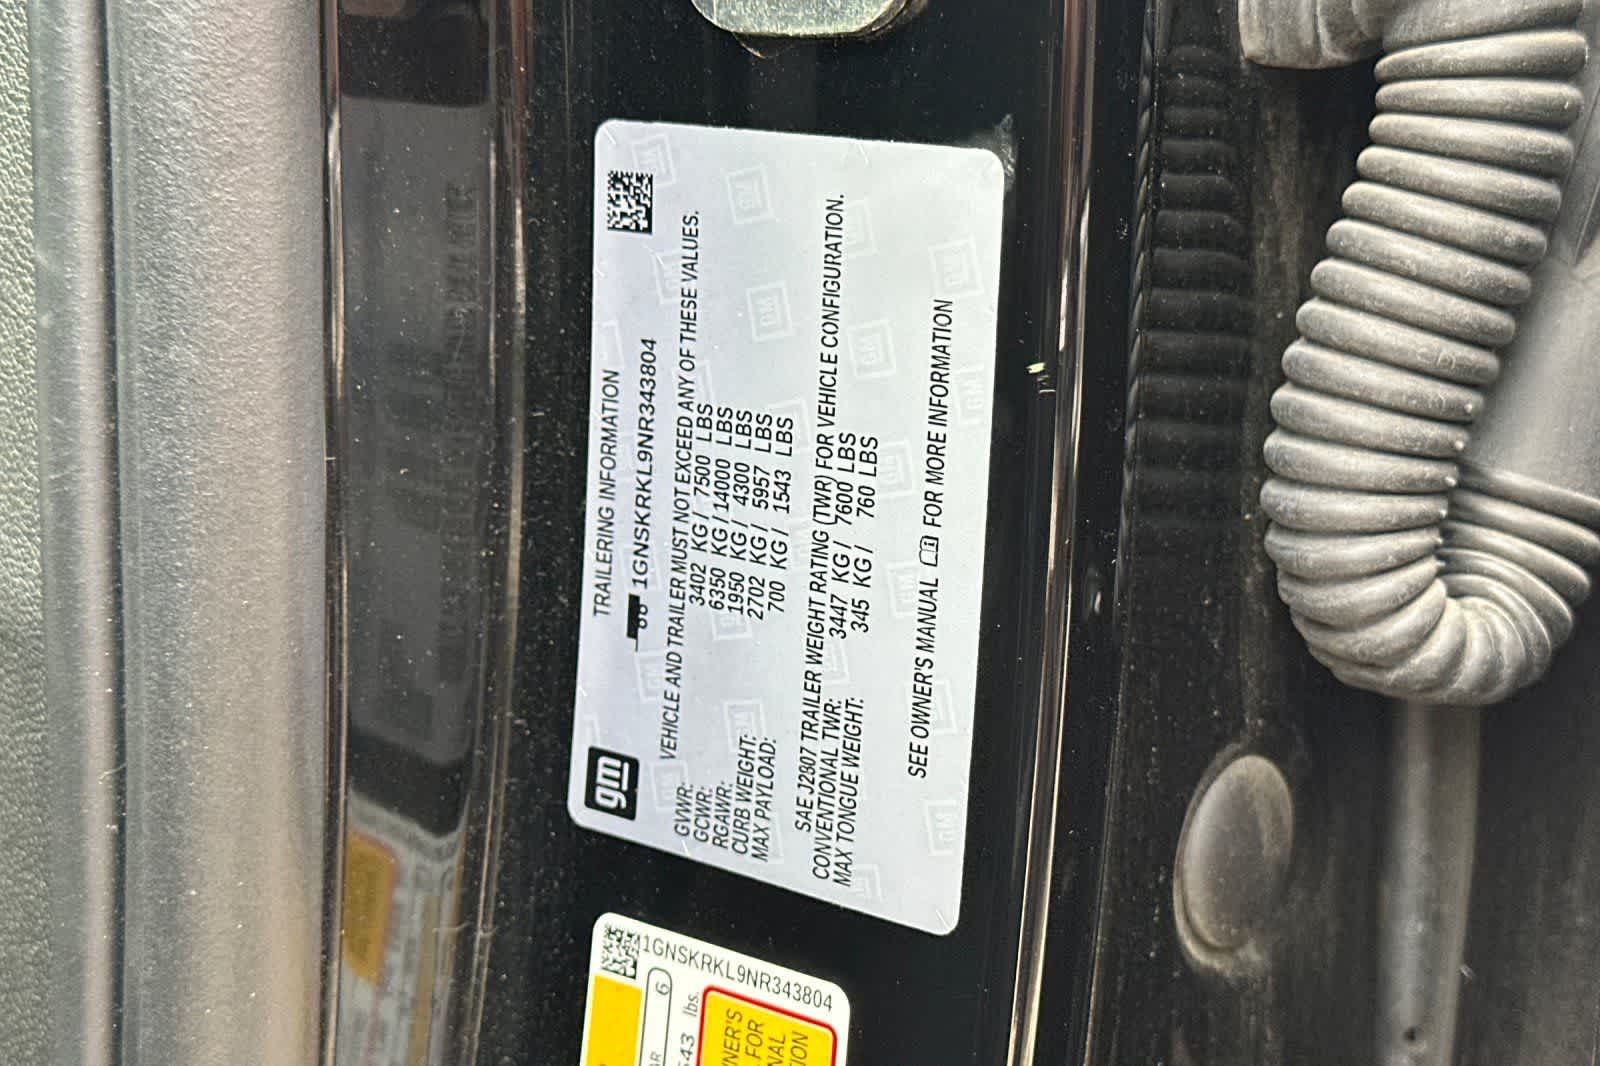 gm
TRAILERING INFORMATION
1GNSKRKL9NR343804
VEHICLE AND TRAILER MUST NOT EXCEED ANY OF THESE VALUES.
GVWR: 3402 KG / 7500 LBS
GCWR: 6350 KG / 14000 LBS
RGAWR: 1950 KG / 4300 LBS
CURB WEIGHT: 2702 KG / 5957 LBS
MAX PAYLOAD: 700 KG / 1543 LBS
SAE J2807 TRAILER WEIGHT RATING (TWR) FOR VEHICLE CONFIGURATION.
CONVENTIONAL TWR: 3447 KG / 7600 LBS
MAX TONGUE WEIGHT: 345 KG / 760 LBS
SEE OWNER'S MANUAL FOR MORE INFORMATION
1GNSKRKL9NR343804
6
lbs.
FOR